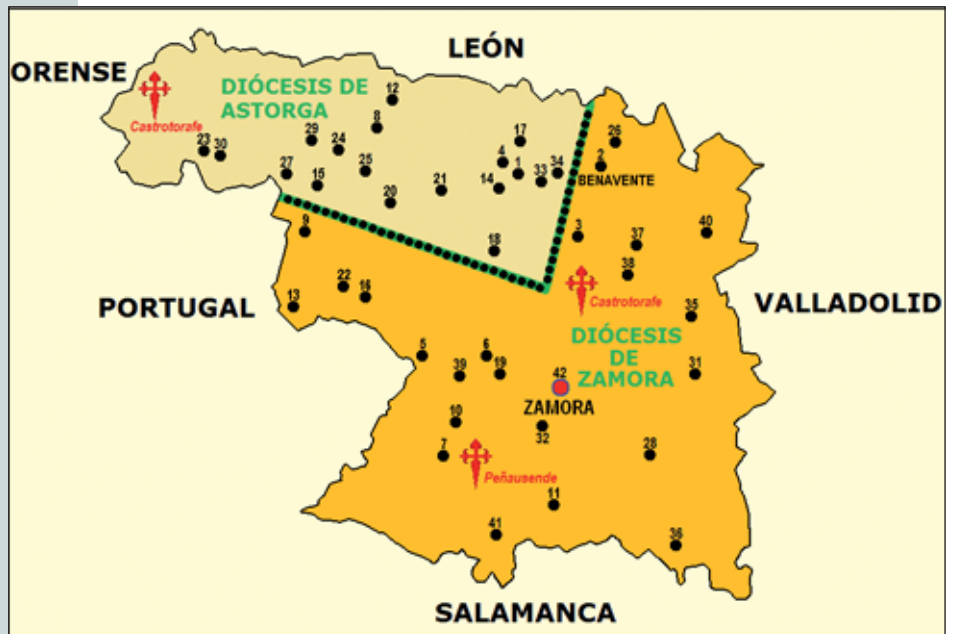 LEÓN
ORENSE
DIÓCESIS DE
ASTORGA
Castrotorafe
12
8
29
24
17
26
23
30
4
1
2
27
15
25
14
33
34
BENAVENTE
20
21
9
18
3
37
40
38
22
16
13
Castrotorafe
PORTUGAL
VALLADOLID
35
DIÓCESIS
DE
ZAMORA
5
6
39
19
42
31
ZAMORA
10
32
7
28
Peñausende
11
41
36
SALAMANCA